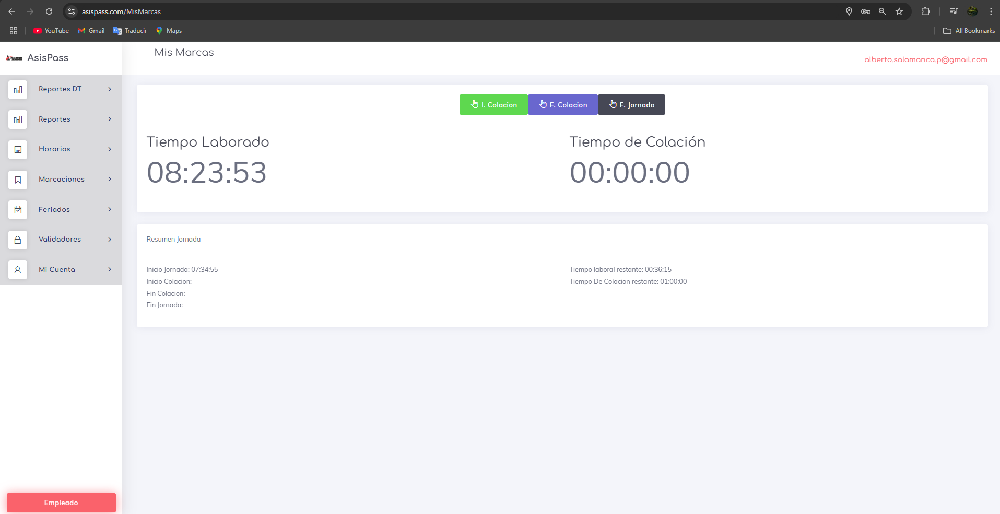 asispass.com/MisMarcas
YouTube
Gmail
Traducir
Maps
All Bookmarks
APASS AsisPass
Mis Marcas
alberto.salamanca.p@gmail.com
Reportes DT
Reportes
Horarios
Marcaciones
Feriados
Validadores
Mi Cuenta
Empleado
I. Colacion
F. Colacion
F. Jornada
Tiempo Laborado
08:23:53
Tiempo de Colación
00:00:00
Resumen Jornada
Inicio Jornada: 07:34:55
Inicio Colacion:
Fin Colacion:
Fin Jornada:
Tiempo laboral restante: 00:36:15
Tiempo De Colacion restante: 01:00:00